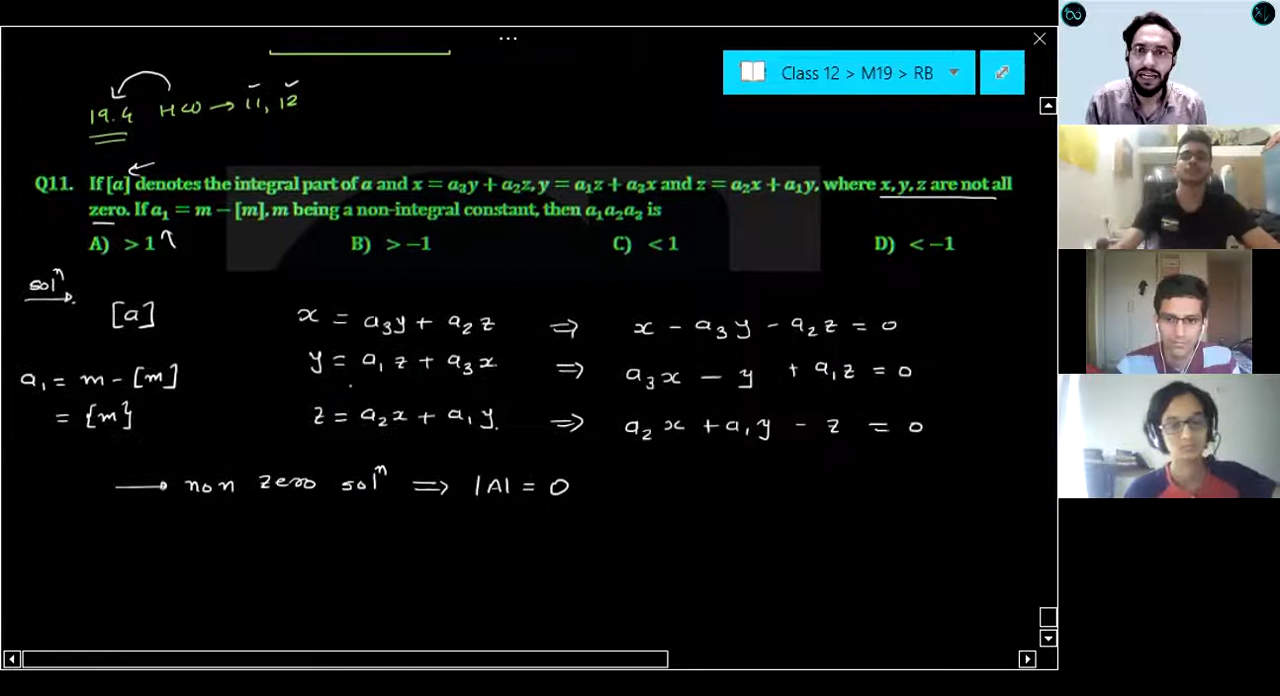 ...
Class 12 > M19 > RB
19.4 HCO → 11, 12
Q11. If [a] denotes the integral part of a and x = a₃y + a₂z, y = a₁z + a₃x and z = a₂x + a₁y, where x, y, z are not all
zero. If a₁ = m − [m], m being a non-integral constant, then a₁a₂a₃ is
A) > 1 B) > −1 C) < 1 D) < −1
solⁿ
[a]
x = a₃y + a₂z ⇒ x − a₃y − a₂z = 0
y = a₁z + a₃x ⇒ a₃x − y + a₁z = 0
a₁ = m − [m]
= {m}
z = a₂x + a₁y. ⇒ a₂x + a₁y − z = 0
→ non zero solⁿ ⇒ |A| = 0